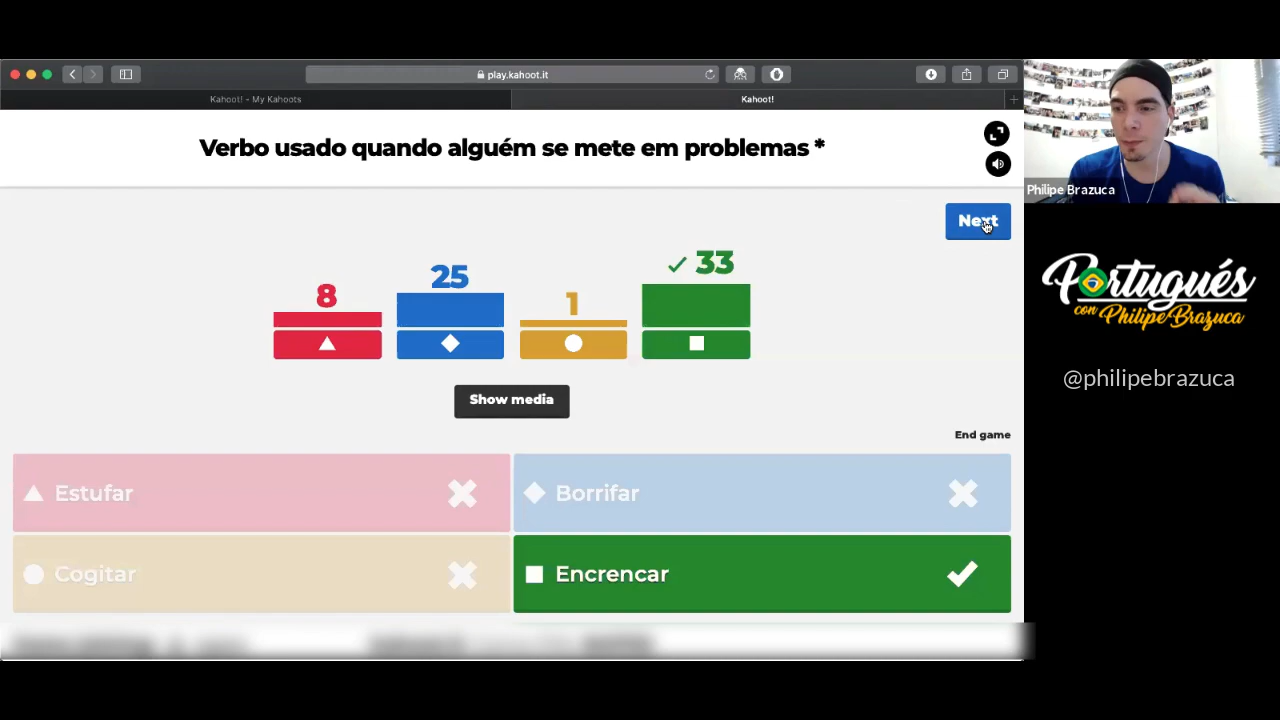 play.kahoot.it
Kahoot! - My Kahoots
Kahoot!
Verbo usado quando alguém se mete em problemas *
Philipe Brazuca
Next
8
25
1
33
Português
con Philipe Brazuca
@philipebrazuca
Show media
End game
Estufar
Borrifar
Cogitar
Encrencar